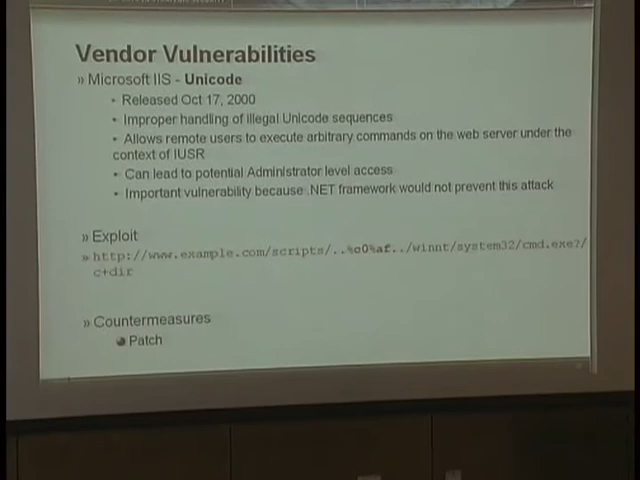 Vendor Vulnerabilities
» Microsoft IIS - Unicode
• Released Oct 17, 2000
• Improper handling of illegal Unicode sequences
• Allows remote users to execute arbitrary commands on the web server under the
context of IUSR
• Can lead to potential Administrator level access
• Important vulnerability because .NET framework would not prevent this attack
» Exploit
» http://www.example.com/scripts/..%c0%af../winnt/system32/cmd.exe?/
c+dir
» Countermeasures
Patch